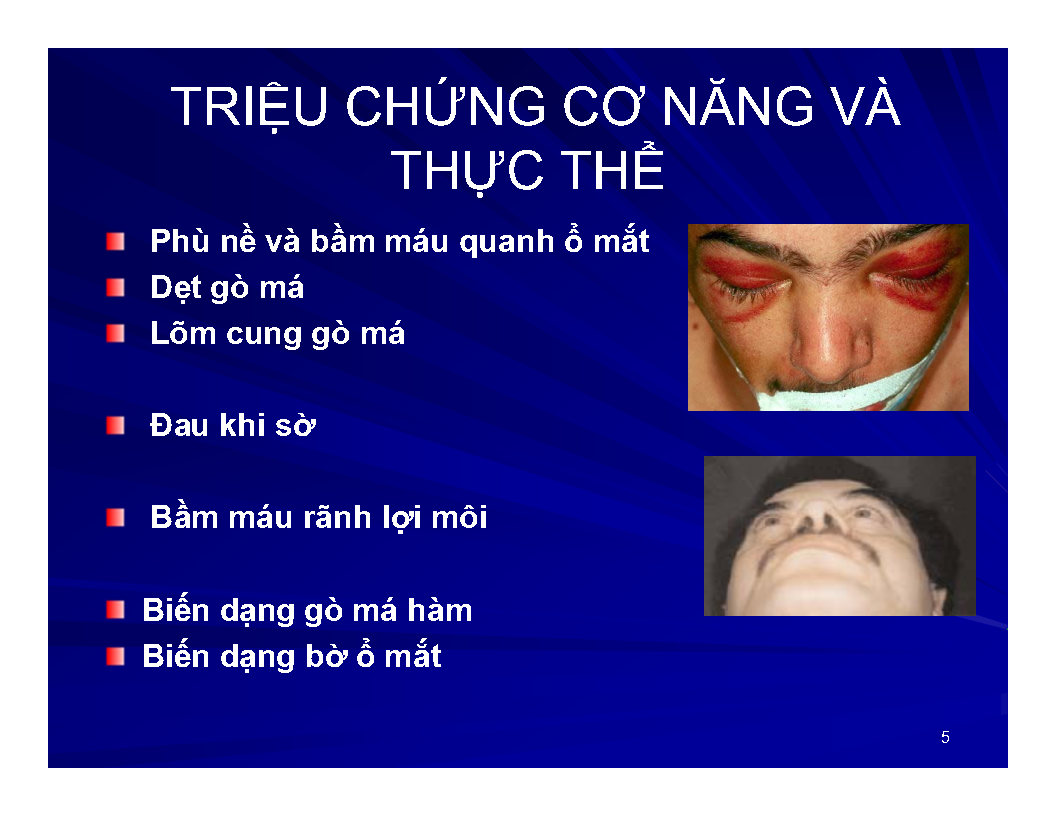 TRIỆU CHỨNG CƠ NĂNG VÀ
THỰC THỂ
Phù nề và bầm máu quanh ổ mắt
Dẹt gò má
Lõm cung gò má
Đau khi sờ
Bầm máu rãnh lợi môi
Biến dạng gò má hàm
Biến dạng bờ ổ mắt
5